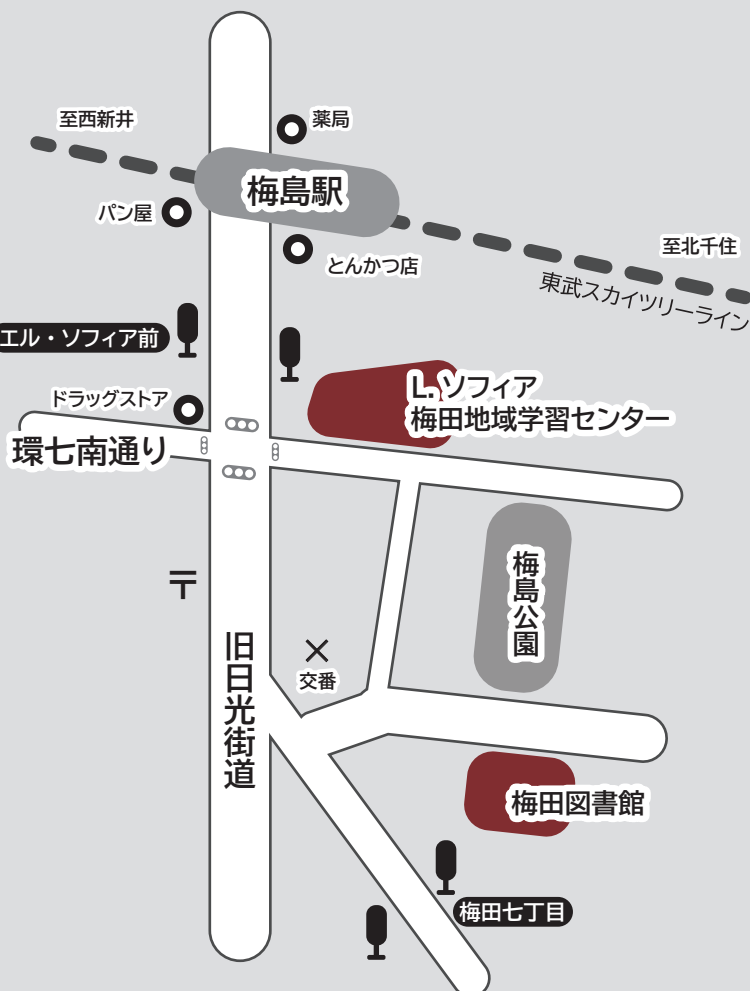 至西新井
薬局
梅島駅
パン屋
とんかつ店
至北千住
東武スカイツリーライン
エル・ソフィア前
L. ソフィア
梅田地域学習センター
ドラッグストア
環七南通り
梅島公園
〒
旧日光街道
交番
梅田図書館
梅田七丁目